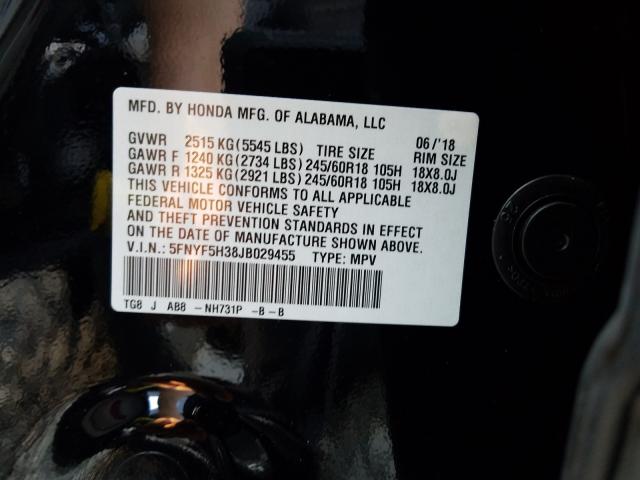 MFD. BY HONDA MFG. OF ALABAMA, LLC
GVWR 2515 KG(5545 LBS) TIRE SIZE 06/'18 RIM SIZE
GAWR F 1240 KG(2734 LBS) 245/60R18 105H 18X8.0J
GAWR R 1325 KG(2921 LBS) 245/60R18 105H 18X8.0J
THIS VEHICLE CONFORMS TO ALL APPLICABLE
FEDERAL MOTOR VEHICLE SAFETY
AND THEFT PREVENTION STANDARDS IN EFFECT
ON THE DATE OF MANUFACTURE SHOWN ABOVE.
V.I.N.: 5FNYF5H38JB029455 TYPE: MPV
TG8 J AB8 -NH731P -B-B